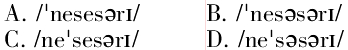 A. /ˈnesesərɪ/ B. /ˈnesəsərɪ/
C. /neˈsesərɪ/ D. /neˈsəsərɪ/